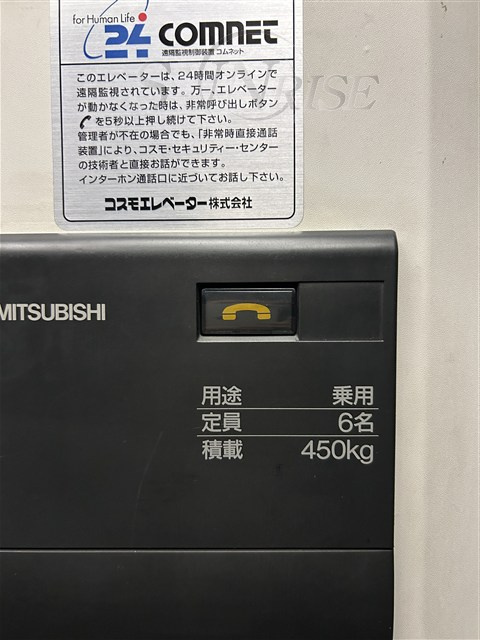 for Human Life
24 COMNET
遠隔監視制御装置 コムネット
このエレベーターは、24時間オンラインで
遠隔監視されています。万一、エレベーター
が動かなくなった時は、非常呼び出しボタン
を5秒以上押し続けて下さい。
管理者が不在の場合でも、「非常時直接通話
装置」により、コスモ・セキュリティー・センター
の技術者と直接お話ができます。
インターホン通話口に近づいてお話し下さい。
コスモエレベーター株式会社
MITSUBISHI
用途 乗用
定員 6名
積載 450kg